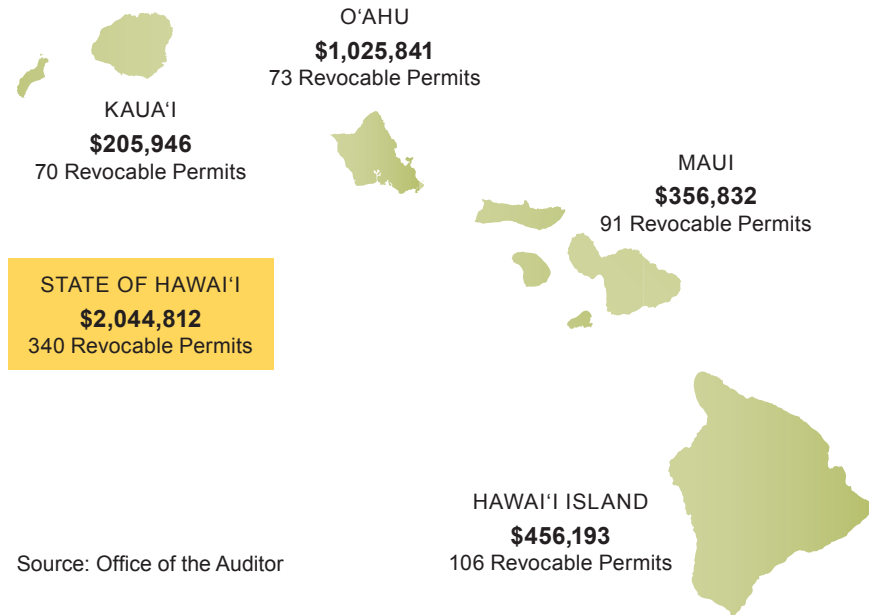 O‘AHU
$1,025,841
73 Revocable Permits
KAUA‘I
$205,946
70 Revocable Permits
MAUI
$356,832
91 Revocable Permits
STATE OF HAWAI‘I
$2,044,812
340 Revocable Permits
HAWAI‘I ISLAND
$456,193
106 Revocable Permits
Source: Office of the Auditor